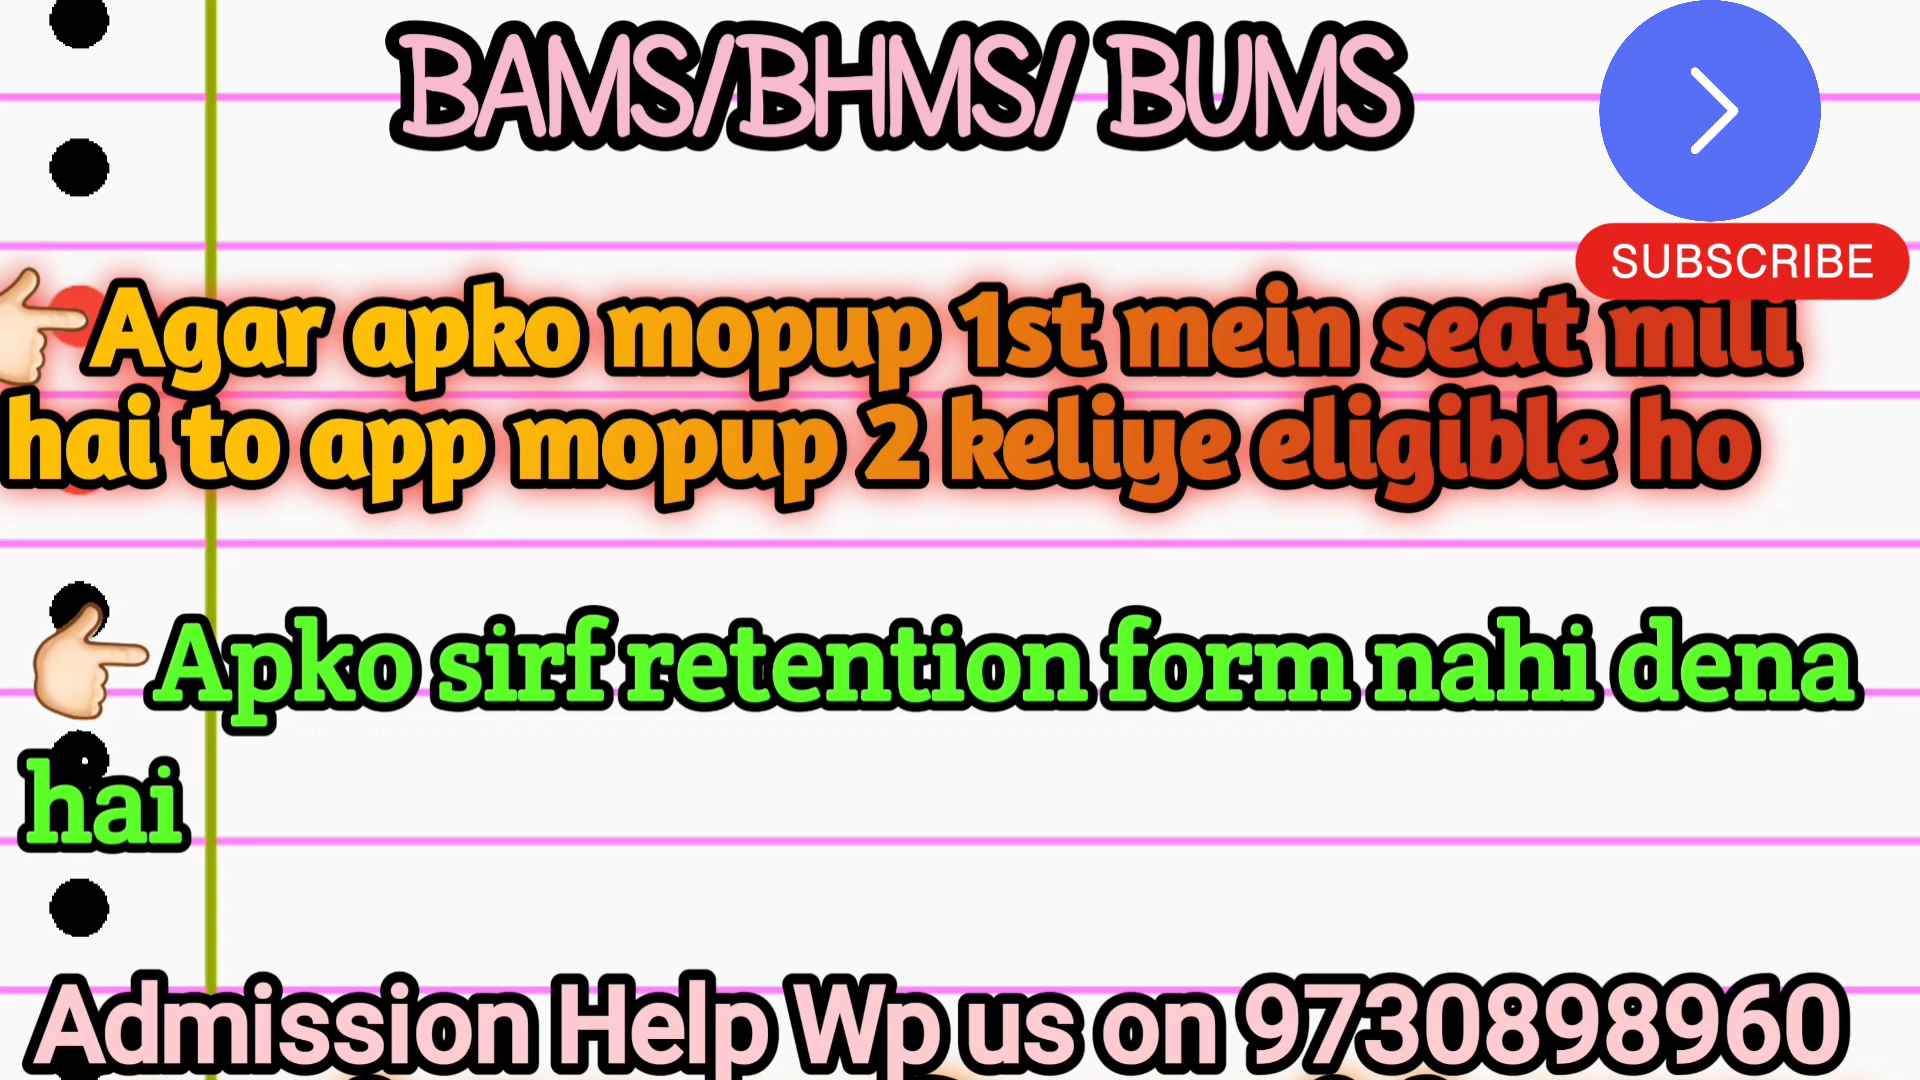 BAMS/BHMS/ BUMS
SUBSCRIBE
Agar apko mopup 1st mein seat mili
hai to app mopup 2 keliye eligible ho
Apko sirf retention form nahi dena
hai
Admission Help Wp us on 9730898960